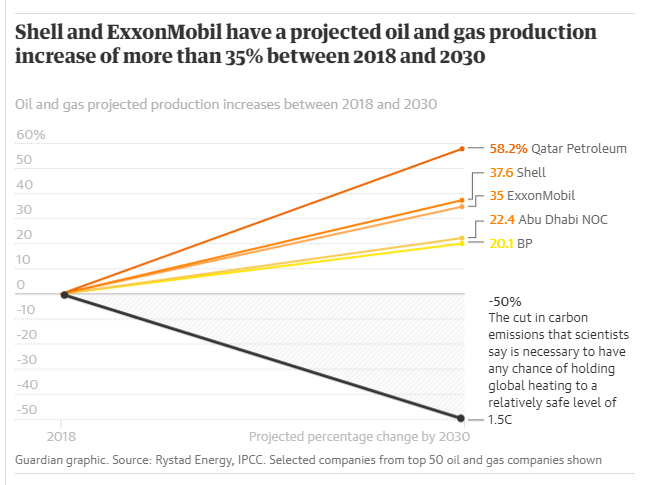 Shell and ExxonMobil have a projected oil and gas production
increase of more than 35% between 2018 and 2030
Oil and gas projected production increases between 2018 and 2030
60%
50
40
30
20
10
0
-10
-20
-30
-40
-50
58.2% Qatar Petroleum
37.6 Shell
35 ExxonMobil
22.4 Abu Dhabi NOC
20.1 BP
-50%
The cut in carbon
emissions that scientists
say is necessary to have
any chance of holding
global heating to a
relatively safe level of
1.5C
2018
Projected percentage change by 2030
Guardian graphic. Source: Rystad Energy, IPCC. Selected companies from top 50 oil and gas companies shown